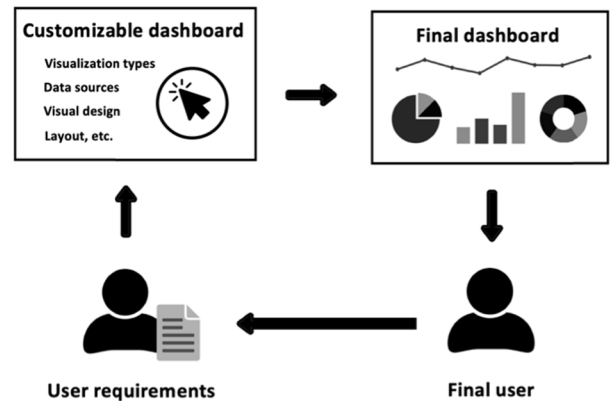 Customizable dashboard
Visualization types
Data sources
Visual design
Layout, etc.
Final dashboard
User requirements
Final user